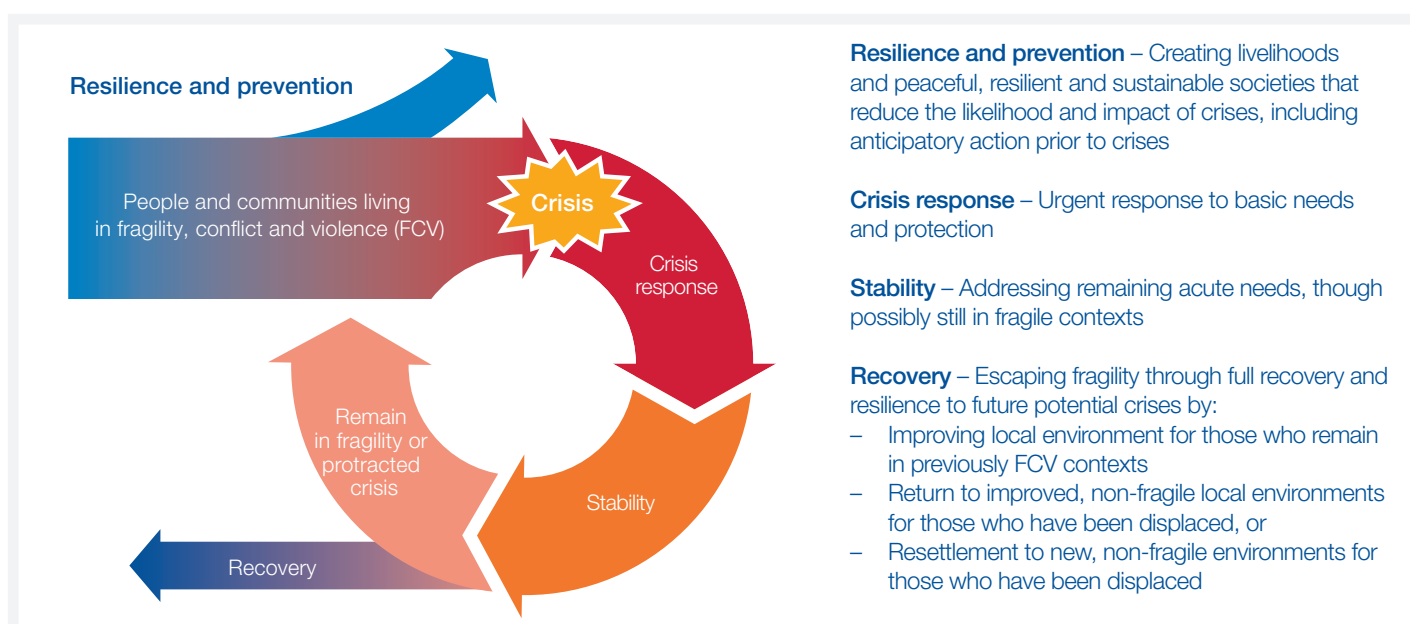 Resilience and prevention
People and communities living
in fragility, conflict and violence (FCV)
Crisis
Crisis
response
Stability
Remain
in fragility or
protracted
crisis
Recovery
Resilience and prevention – Creating livelihoods
and peaceful, resilient and sustainable societies that
reduce the likelihood and impact of crises, including
anticipatory action prior to crises
Crisis response – Urgent response to basic needs
and protection
Stability – Addressing remaining acute needs, though
possibly still in fragile contexts
Recovery – Escaping fragility through full recovery and
resilience to future potential crises by:
– Improving local environment for those who remain
in previously FCV contexts
– Return to improved, non-fragile local environments
for those who have been displaced, or
– Resettlement to new, non-fragile environments for
those who have been displaced